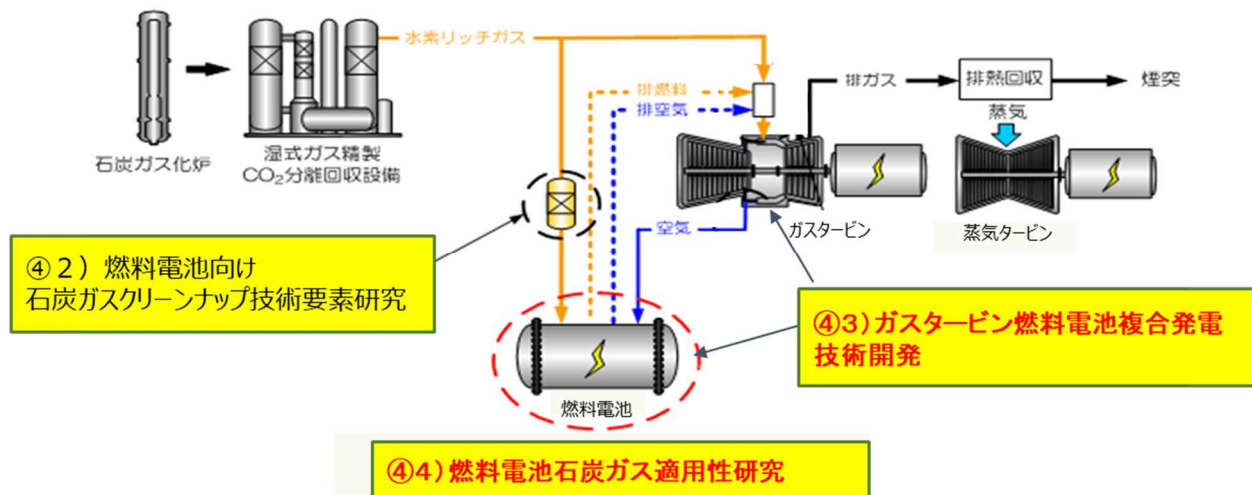 水素リッチガス
石炭ガス化炉
湿式ガス精製
CO₂分離回収設備
排燃料
排空気
排ガス
排熱回収
煙突
蒸気
ガスタービン
蒸気タービン
空気
④２）燃料電池向け
石炭ガスクリーンナップ技術要素研究
④3）ガスタービン燃料電池複合発電
技術開発
燃料電池
④4）燃料電池石炭ガス適用性研究